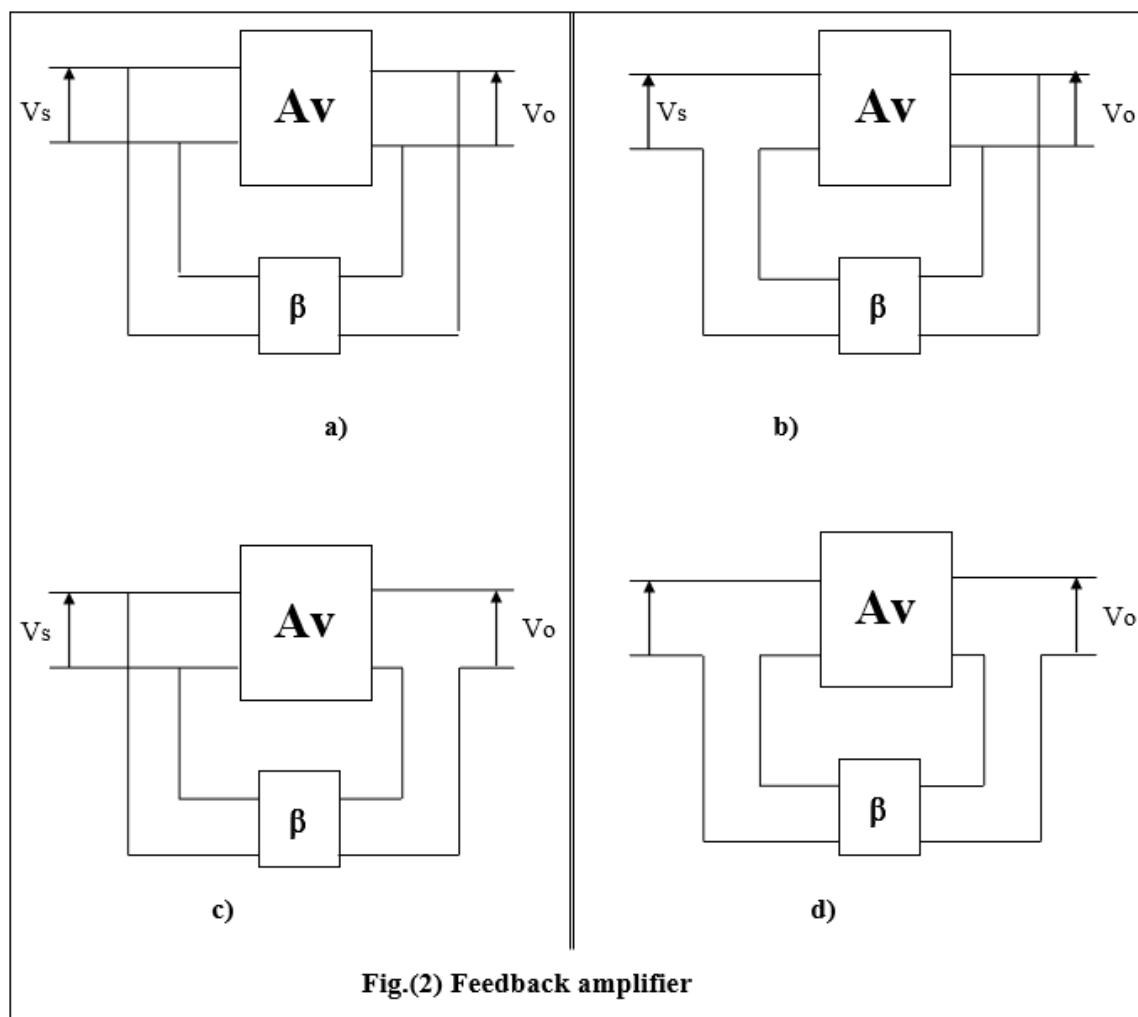 Av
Vs
Vo
β
a)
Av
Vs
Vo
β
b)
Av
Vs
Vo
β
c)
Av
Vo
β
d)
Fig.(2) Feedback amplifier